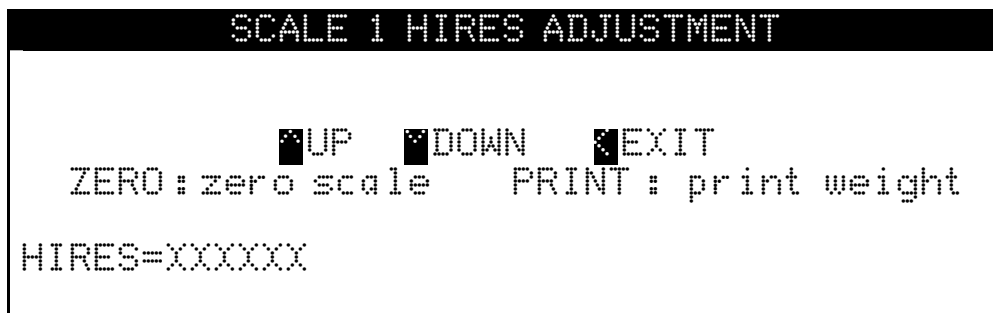 SCALE 1 HIRES ADJUSTMENT
^UP ˅DOWN <EXIT
ZERO:zero scale PRINT: print weight
HIRES=XXXXXX